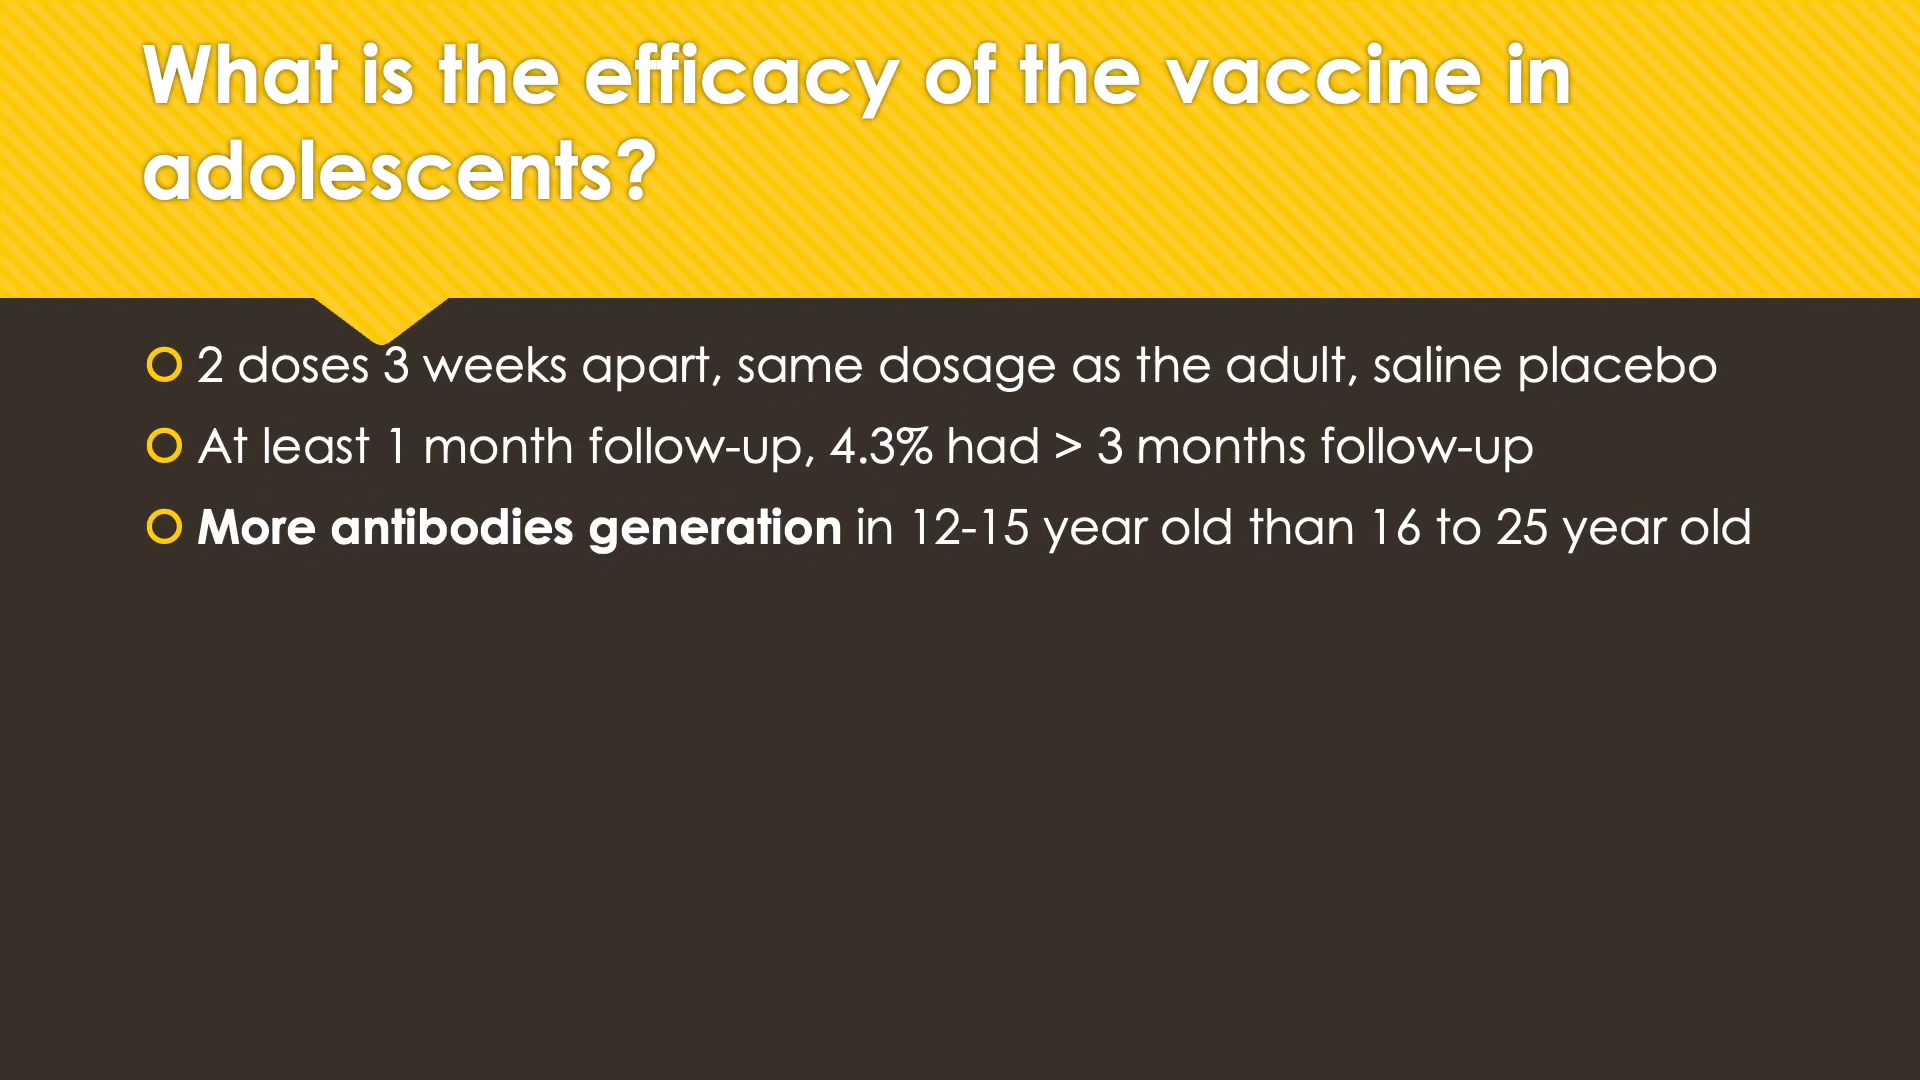 What is the efficacy of the vaccine in
adolescents?
2 doses 3 weeks apart, same dosage as the adult, saline placebo
At least 1 month follow-up, 4.3% had > 3 months follow-up
More antibodies generation in 12-15 year old than 16 to 25 year old